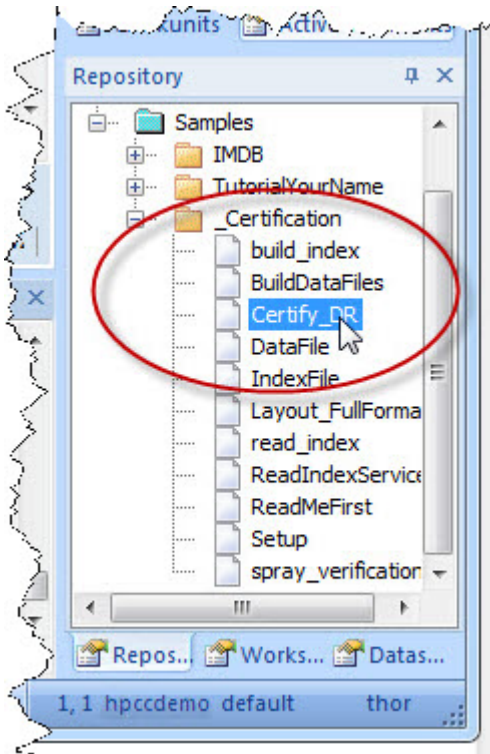 Repository
Samples
IMDB
TutorialYourName
_Certification
build_index
BuildDataFiles
Certify_DR
DataFile
IndexFile
Layout_FullForma
read_index
ReadIndexService
ReadMeFirst
Setup
spray_verification
Repos... Works... Datas...
1, 1 hpccdemo default thor